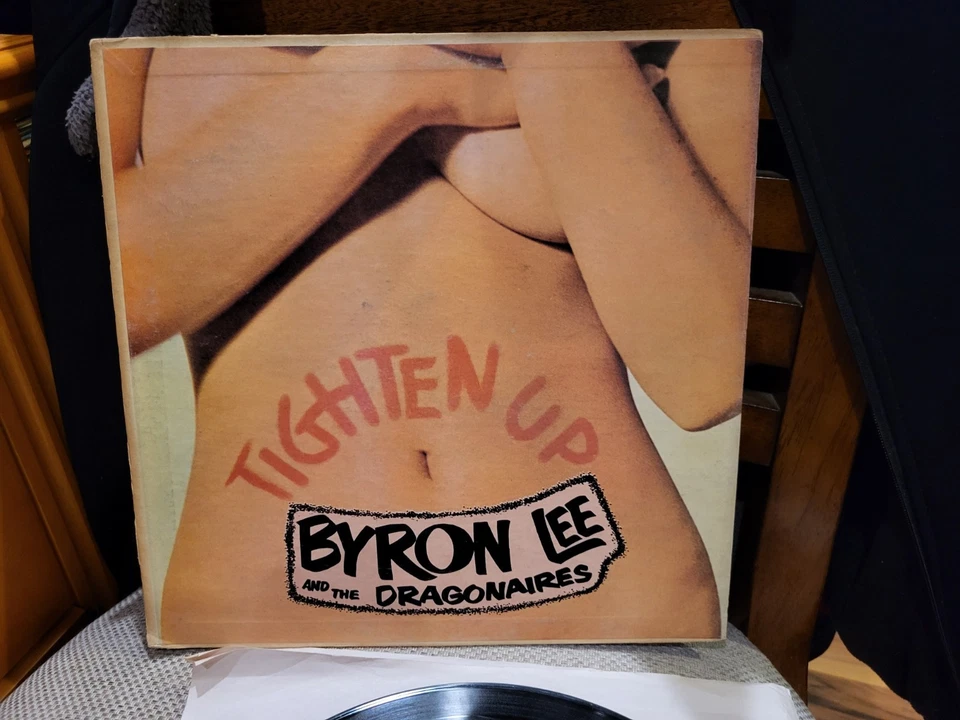 TIGHTEN UP
BYRON LEE
AND THE DRAGONAIRES